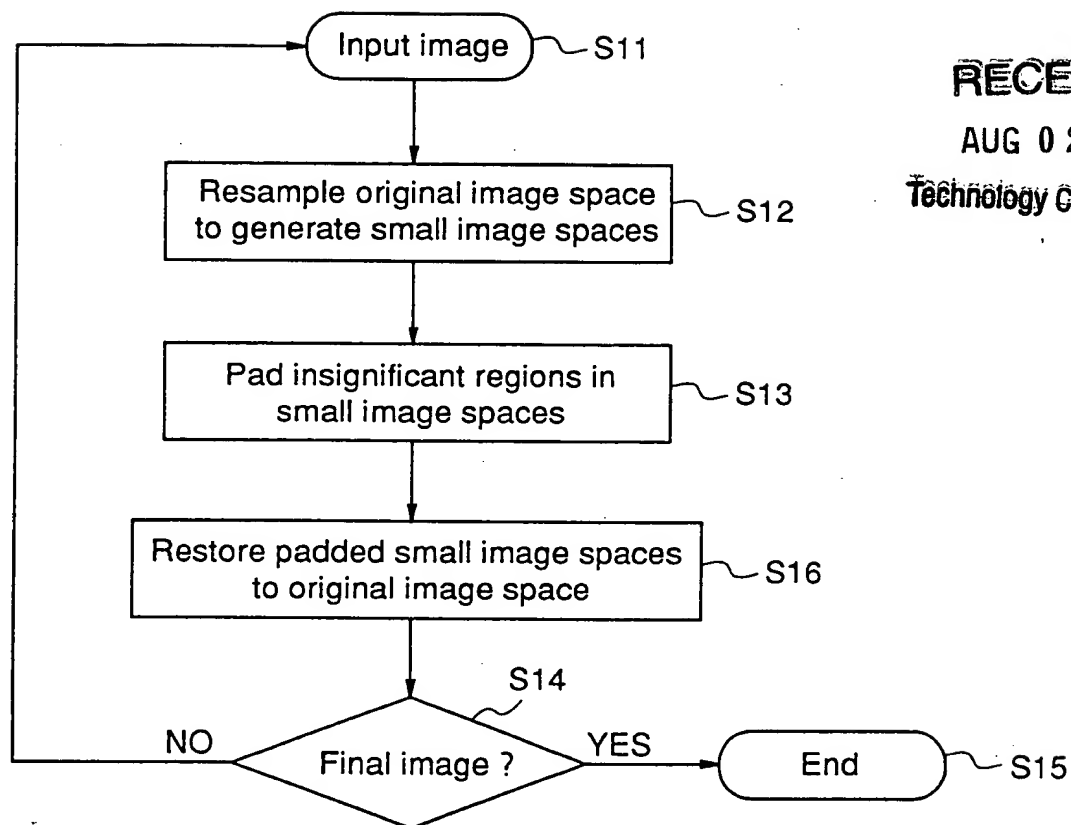 Input image
S11
RECE
AUG 0 2
Technology C
Resample original image space
to generate small image spaces
S12
Pad insignificant regions in
small image spaces
S13
Restore padded small image spaces
to original image space
S16
S14
NO
Final image ?
YES
End
S15